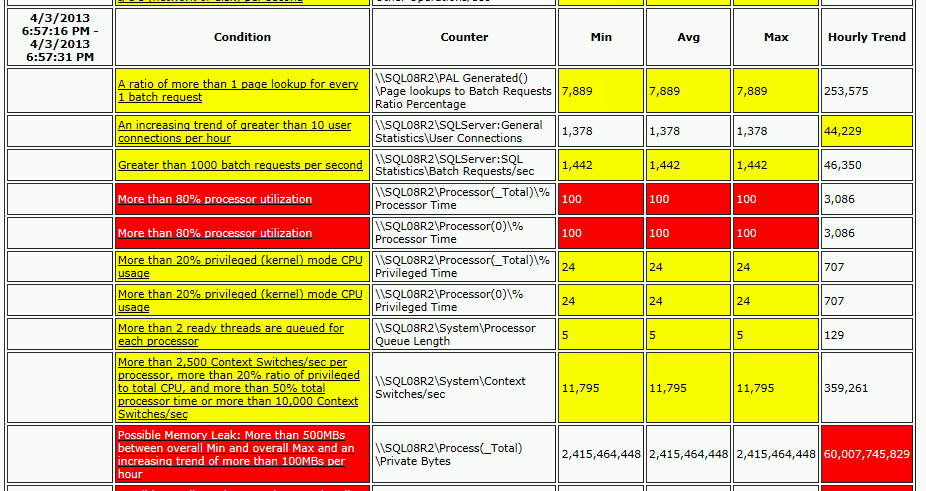 4/3/2013
6:57:16 PM -
4/3/2013
6:57:31 PM
Condition
Counter
Min
Avg
Max
Hourly Trend
A ratio of more than 1 page lookup for every
1 batch request
\\SQL08R2\PAL Generated()
\Page lookups to Batch Requests
Ratio Percentage
7,889
7,889
7,889
253,575
An increasing trend of greater than 10 user
connections per hour
\\SQL08R2\SQLServer:General
Statistics\User Connections
1,378
1,378
1,378
44,229
Greater than 1000 batch requests per second
\\SQL08R2\SQLServer:SQL
Statistics\Batch Requests/sec
1,442
1,442
1,442
46,350
More than 80% processor utilization
\\SQL08R2\Processor(_Total)\%
Processor Time
100
100
100
3,086
More than 80% processor utilization
\\SQL08R2\Processor(0)\%
Processor Time
100
100
100
3,086
More than 20% privileged (kernel) mode CPU
usage
\\SQL08R2\Processor(_Total)\%
Privileged Time
24
24
24
707
More than 20% privileged (kernel) mode CPU
usage
\\SQL08R2\Processor(0)\%
Privileged Time
24
24
24
707
More than 2 ready threads are queued for
each processor
\\SQL08R2\System\Processor
Queue Length
5
5
5
129
More than 2,500 Context Switches/sec per
processor, more than 20% ratio of privileged
to total CPU, and more than 50% total
processor time or more than 10,000 Context
Switches/sec
\\SQL08R2\System\Context
Switches/sec
11,795
11,795
11,795
359,261
Possible Memory Leak: More than 500MBs
between overall Min and overall Max and an
increasing trend of more than 100MBs per
hour
\\SQL08R2\Process(_Total)
\Private Bytes
2,415,464,448
2,415,464,448
2,415,464,448
60,007,745,829